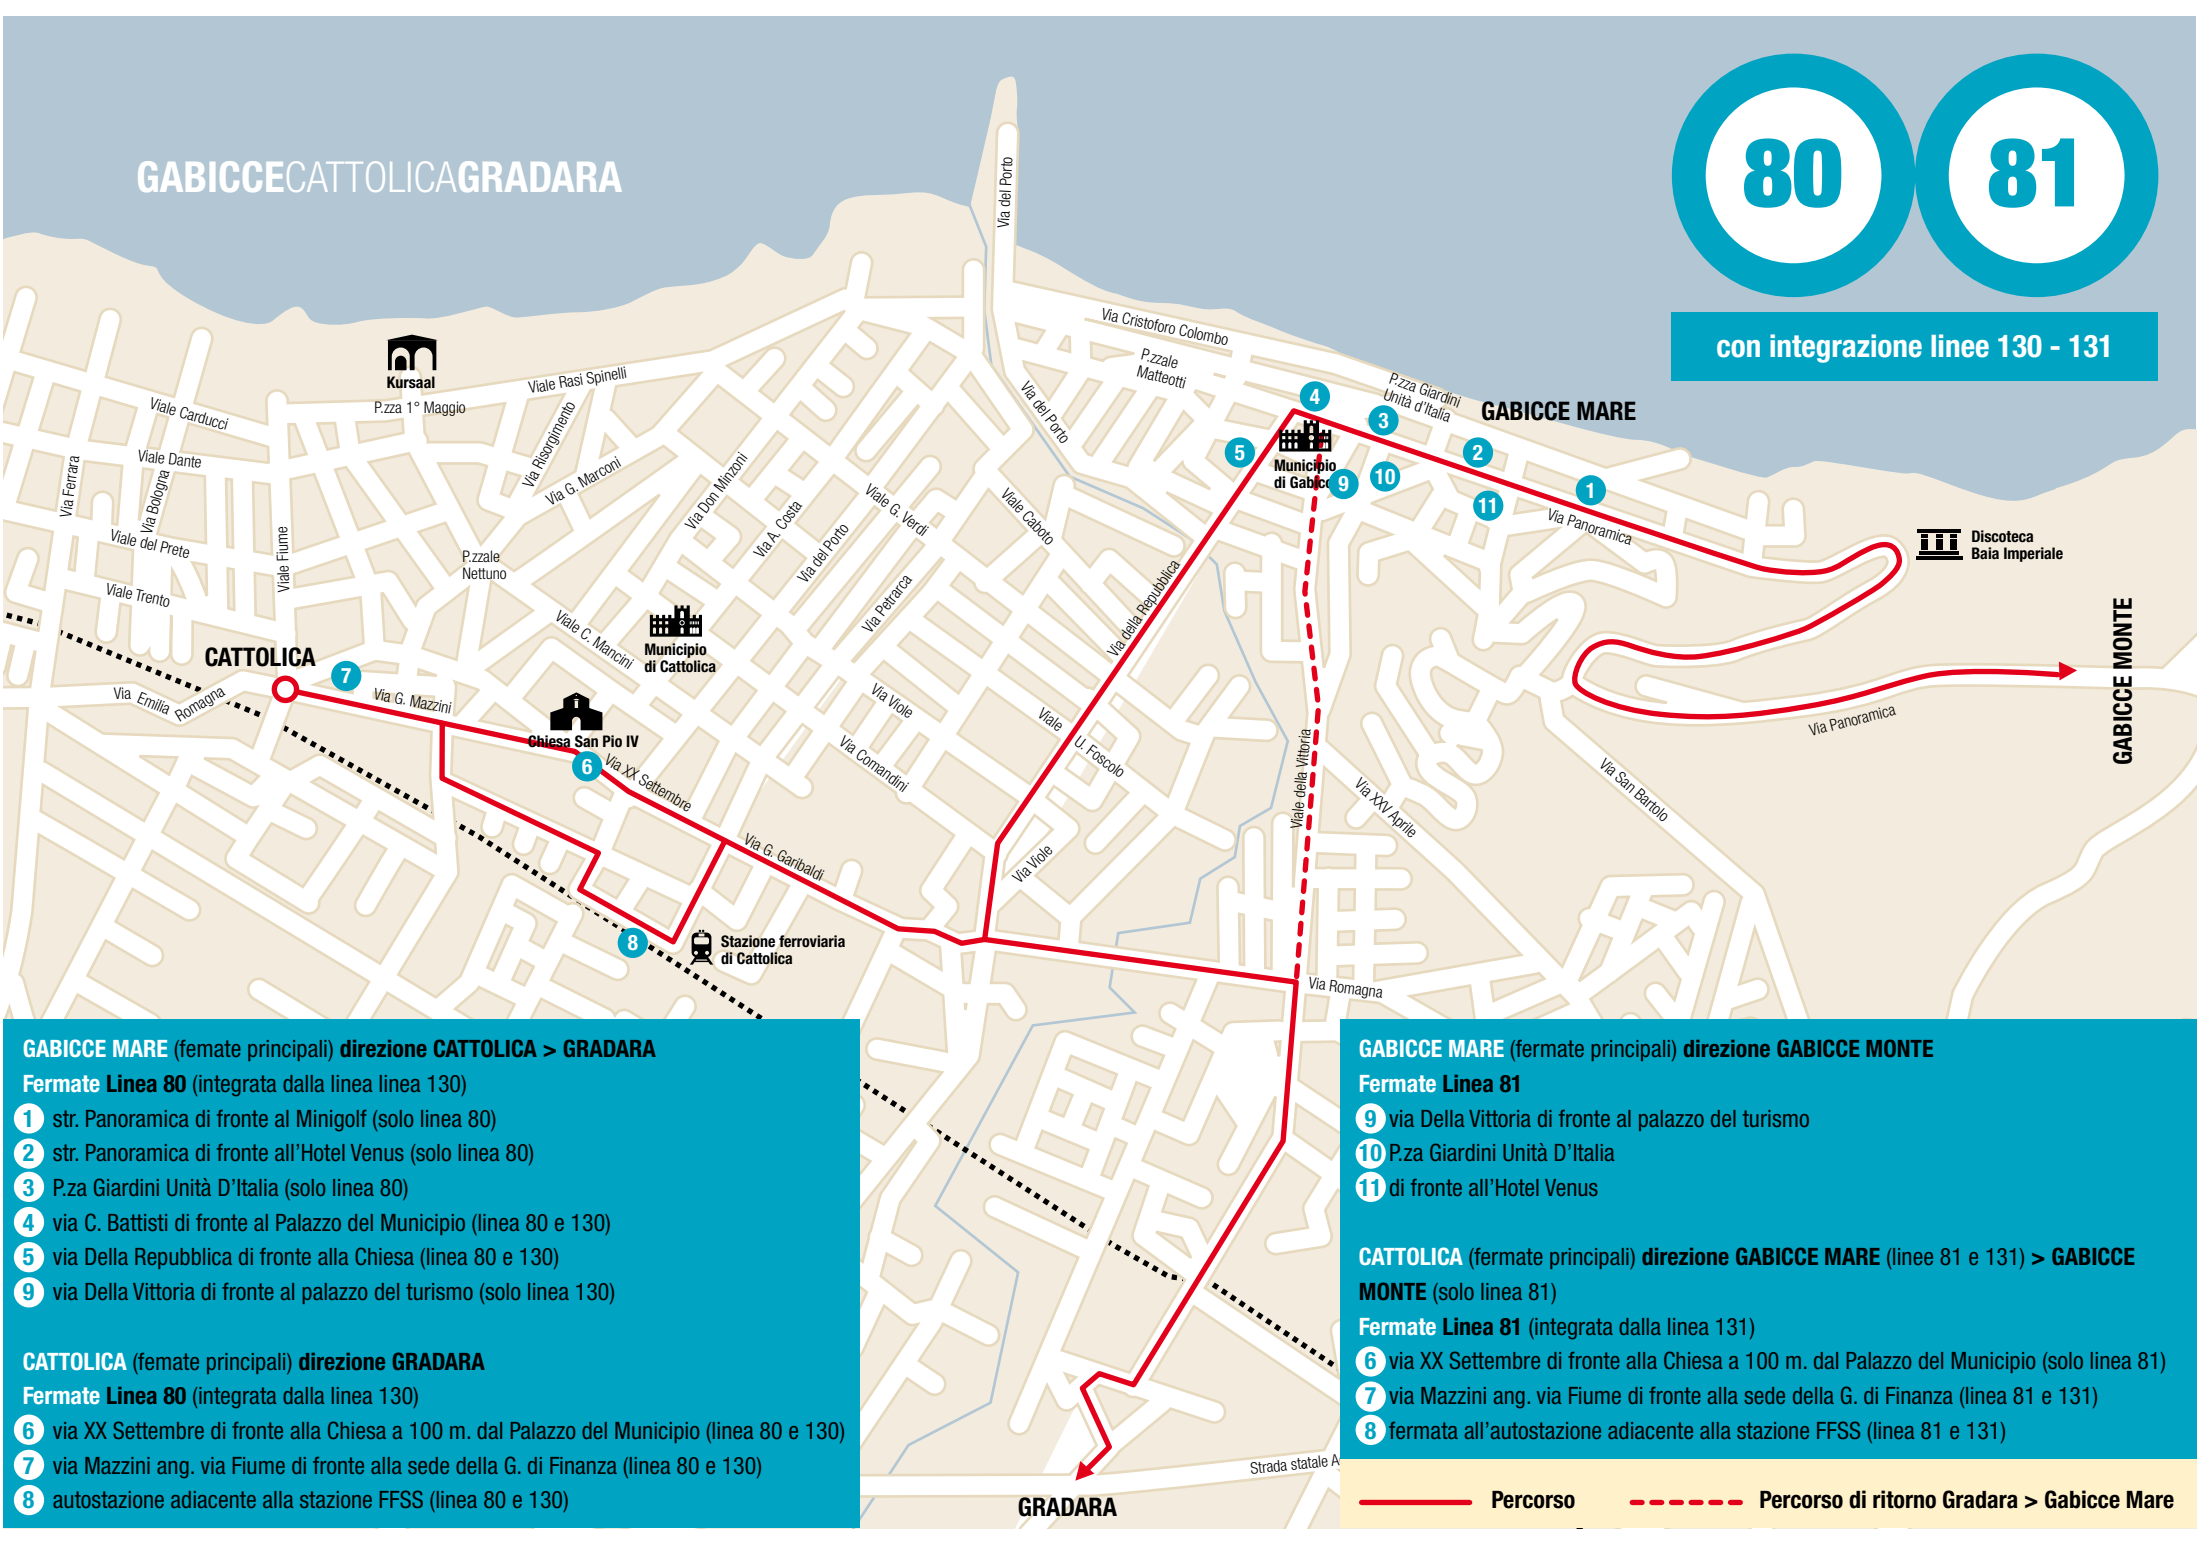 GABICCECATTOLICAGRADARA
80
81
con integrazione linee 130 - 131
Via del Porto
Via Cristoforo Colombo
P.zzale
Matteotti
P.zza Giardini
Unità d'Italia
GABICCE MARE
Kursaal
P.zza 1° Maggio
Viale Rasi Spinelli
Viale Carducci
Viale Dante
Via Ferrara
Via Bologna
Viale del Prete
Viale Trento
Viale Fiume
Via Risorgimento
Via G. Marconi
Via Don Minzoni
Via A. Costa
Via del Porto
Viale G. Verdi
Via Petrarca
Viale Caboto
Via del Porto
P.zzale
Nettuno
Viale C. Mancini
Municipio
di Cattolica
4
3
5
2
1
Municipio
di Gabicce
9
10
11
Via Panoramica
Discoteca
Baia Imperiale
GABICCE MONTE
Via Panoramica
Via San Bartolo
Via della Repubblica
CATTOLICA
7
Via Emilia Romagna
Via G. Mazzini
Chiesa San Pio IV
6
Via XX Settembre
Via G. Garibaldi
Via Viole
Via Comandini
Viale U. Foscolo
Via Viole
Viale della Vittoria
Via XXV Aprile
8
Stazione ferroviaria
di Cattolica
Via Romagna
Strada statale A
GRADARA
GABICCE MARE (femate principali) direzione CATTOLICA > GRADARA
Fermate Linea 80 (integrata dalla linea linea 130)
1 str. Panoramica di fronte al Minigolf (solo linea 80)
2 str. Panoramica di fronte all'Hotel Venus (solo linea 80)
3 P.za Giardini Unità D'Italia (solo linea 80)
4 via C. Battisti di fronte al Palazzo del Municipio (linea 80 e 130)
5 via Della Repubblica di fronte alla Chiesa (linea 80 e 130)
9 via Della Vittoria di fronte al palazzo del turismo (solo linea 130)
CATTOLICA (femate principali) direzione GRADARA
Fermate Linea 80 (integrata dalla linea 130)
6 via XX Settembre di fronte alla Chiesa a 100 m. dal Palazzo del Municipio (linea 80 e 130)
7 via Mazzini ang. via Fiume di fronte alla sede della G. di Finanza (linea 80 e 130)
8 autostazione adiacente alla stazione FFSS (linea 80 e 130)
GABICCE MARE (fermate principali) direzione GABICCE MONTE
Fermate Linea 81
9 via Della Vittoria di fronte al palazzo del turismo
10 P.za Giardini Unità D'Italia
11 di fronte all'Hotel Venus
CATTOLICA (fermate principali) direzione GABICCE MARE (linee 81 e 131) > GABICCE
MONTE (solo linea 81)
Fermate Linea 81 (integrata dalla linea 131)
6 via XX Settembre di fronte alla Chiesa a 100 m. dal Palazzo del Municipio (solo linea 81)
7 via Mazzini ang. via Fiume di fronte alla sede della G. di Finanza (linea 81 e 131)
8 fermata all'autostazione adiacente alla stazione FFSS (linea 81 e 131)
Percorso
Percorso di ritorno Gradara > Gabicce Mare